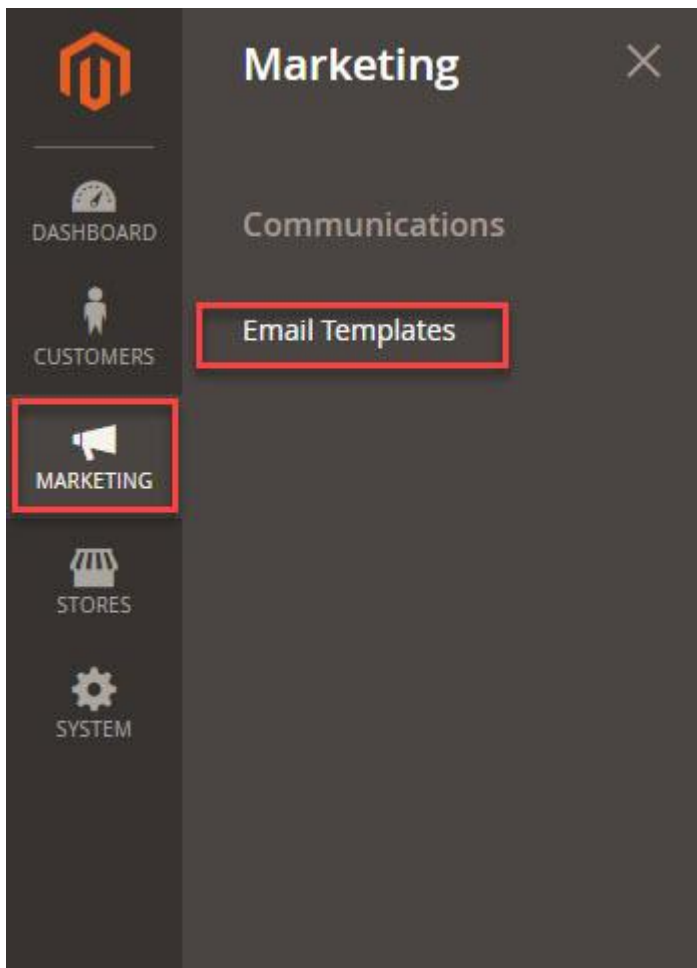 Marketing
DASHBOARD
Communications
CUSTOMERS
Email Templates
MARKETING
STORES
SYSTEM